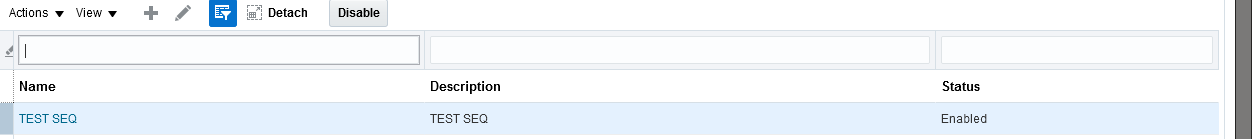 Actions View Detach Disable
Name Description Status
TEST SEQ TEST SEQ Enabled